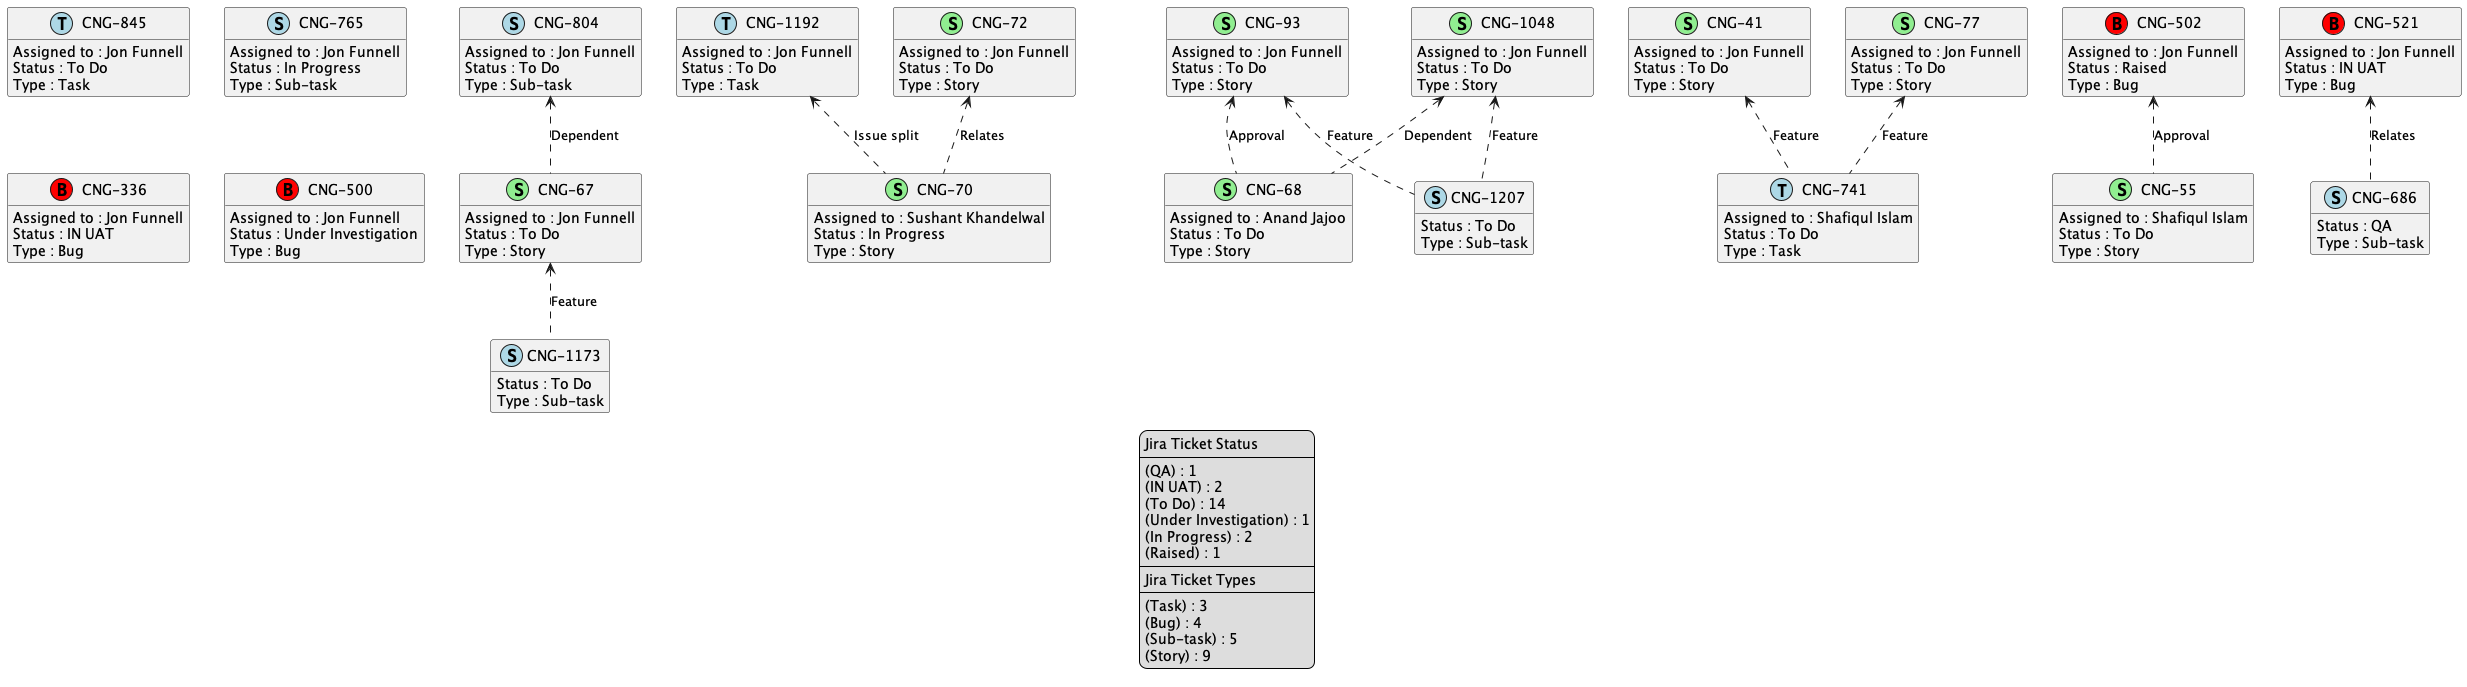 T CNG-845
Assigned to : Jon Funnell
Status : To Do
Type : Task
S CNG-765
Assigned to : Jon Funnell
Status : In Progress
Type : Sub-task
S CNG-804
Assigned to : Jon Funnell
Status : To Do
Type : Sub-task
T CNG-1192
Assigned to : Jon Funnell
Status : To Do
Type : Task
S CNG-72
Assigned to : Jon Funnell
Status : To Do
Type : Story
S CNG-93
Assigned to : Jon Funnell
Status : To Do
Type : Story
S CNG-1048
Assigned to : Jon Funnell
Status : To Do
Type : Story
S CNG-41
Assigned to : Jon Funnell
Status : To Do
Type : Story
S CNG-77
Assigned to : Jon Funnell
Status : To Do
Type : Story
B CNG-502
Assigned to : Jon Funnell
Status : Raised
Type : Bug
B CNG-521
Assigned to : Jon Funnell
Status : IN UAT
Type : Bug
Dependent
Issue split
Relates
Approval
Feature
Dependent
Feature
Feature
Feature
Approval
Relates
B CNG-336
Assigned to : Jon Funnell
Status : IN UAT
Type : Bug
B CNG-500
Assigned to : Jon Funnell
Status : Under Investigation
Type : Bug
S CNG-67
Assigned to : Jon Funnell
Status : To Do
Type : Story
S CNG-70
Assigned to : Sushant Khandelwal
Status : In Progress
Type : Story
S CNG-68
Assigned to : Anand Jajoo
Status : To Do
Type : Story
S CNG-1207
Status : To Do
Type : Sub-task
T CNG-741
Assigned to : Shafiqul Islam
Status : To Do
Type : Task
S CNG-55
Assigned to : Shafiqul Islam
Status : To Do
Type : Story
S CNG-686
Status : QA
Type : Sub-task
Feature
S CNG-1173
Status : To Do
Type : Sub-task
Jira Ticket Status
(QA) : 1
(IN UAT) : 2
(To Do) : 14
(Under Investigation) : 1
(In Progress) : 2
(Raised) : 1
Jira Ticket Types
(Task) : 3
(Bug) : 4
(Sub-task) : 5
(Story) : 9